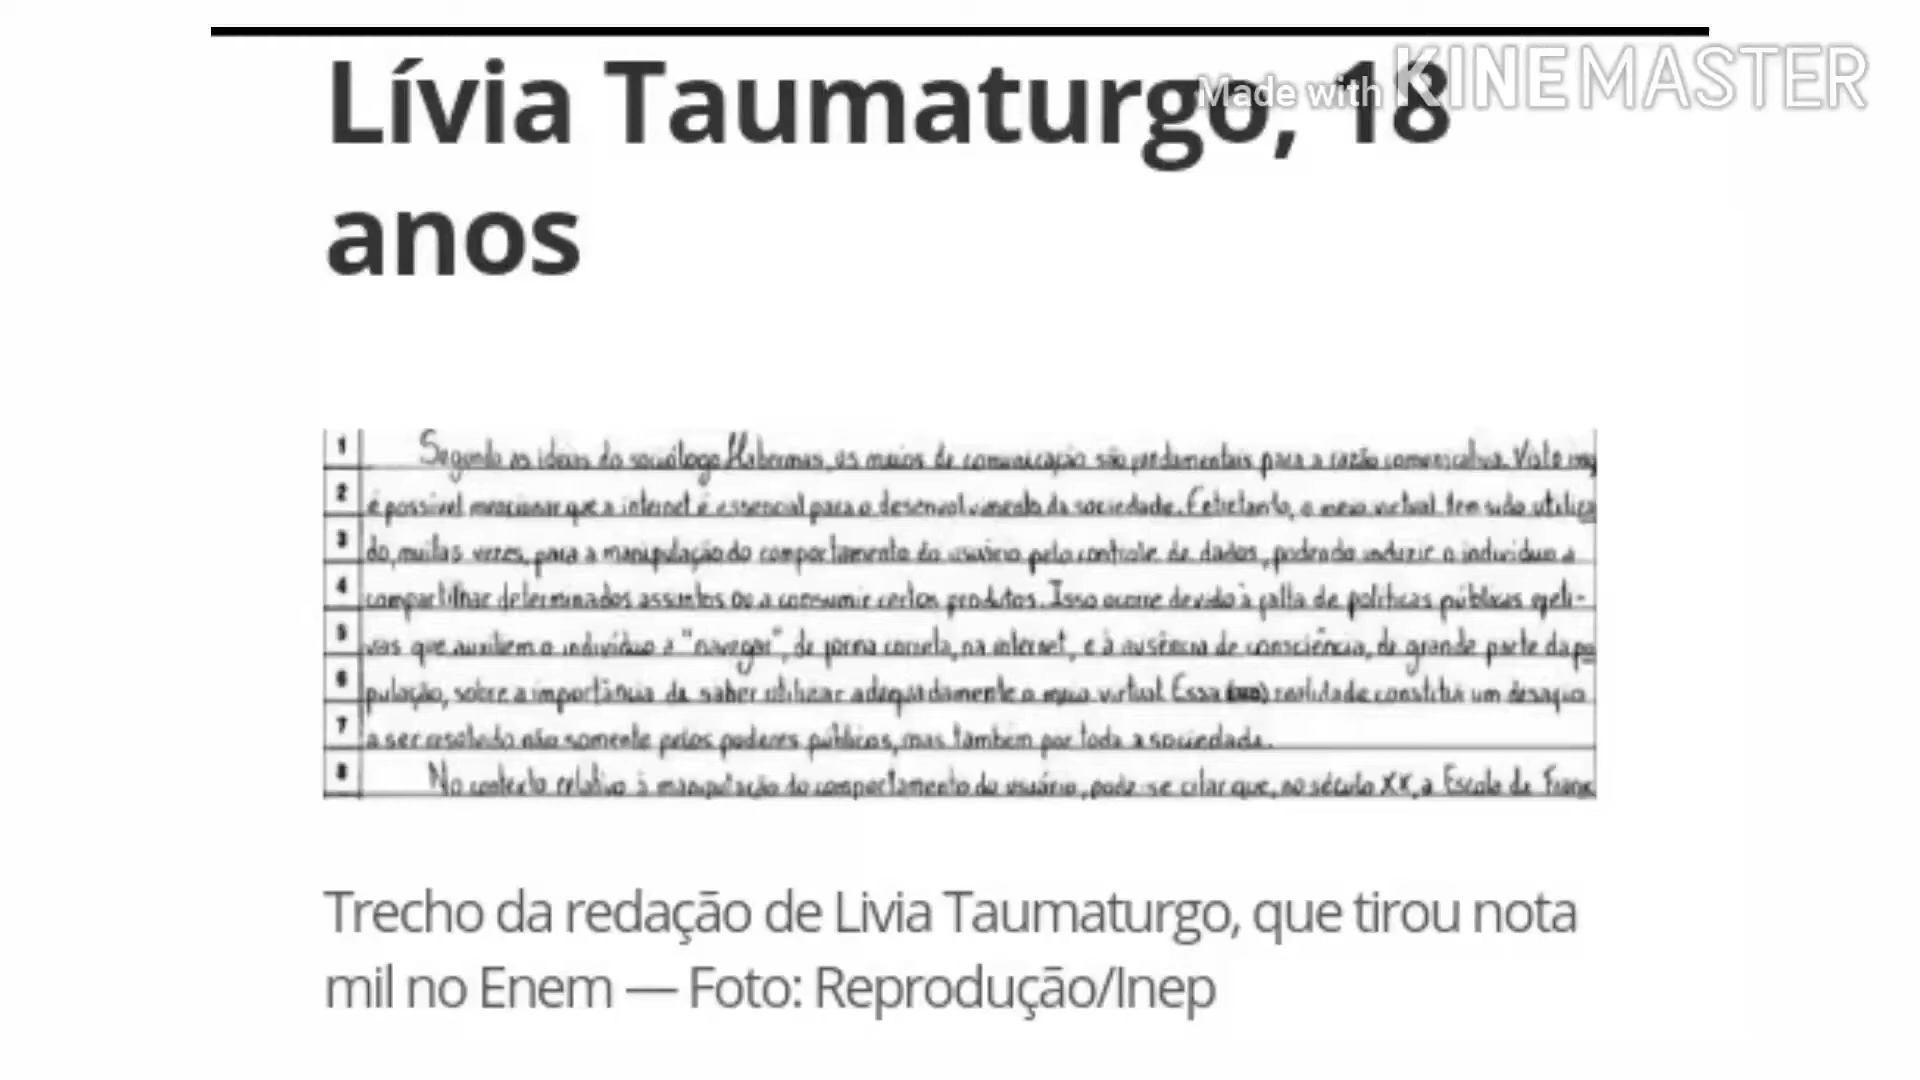 Lívia Taumaturgo, 18
Made with KINEMASTER
anos
1 Segundo as ideias do sociólogo Habermas, os meios de comunicação são fundamentais para a razão comunicativa. Visto isso,
2 é possível mencionar que a internet é essencial para o desenvolvimento da sociedade. Entretanto, o meio virtual tem sido utiliza
3 do, muitas vezes, para a manipulação do comportamento do usuário pelo controle de dados, podendo induzir o indivíduo a
4 compartilhar determinados assuntos ou a consumir certos produtos. Isso ocorre devido à falta de políticas públicas efeti-
5 vas que auxiliem o indivíduo a "navegar", de forma correta, na internet, e à ausência de consciência, da grande parte da po
6 pulação, sobre a importância de saber utilizar adequadamente o meio virtual. Essa realidade constitui um desafio
7 a ser resolvido não somente pelos poderes públicos, mas também por toda a sociedade.
8 No contexto relativo à manipulação do comportamento do usuário, pode-se citar que, no século XX, a Escola de Frank
Trecho da redação de Livia Taumaturgo, que tirou nota
mil no Enem — Foto: Reprodução/Inep